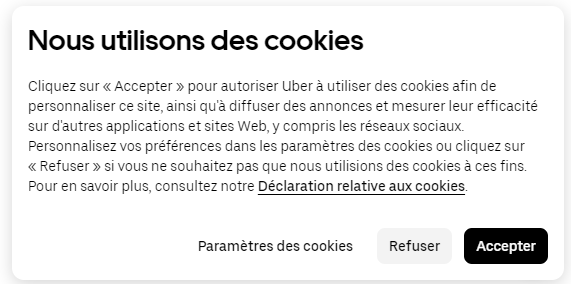 Nous utilisons des cookies
Cliquez sur « Accepter » pour autoriser Uber à utiliser des cookies afin de
personnaliser ce site, ainsi qu'à diffuser des annonces et mesurer leur efficacité
sur d'autres applications et sites Web, y compris les réseaux sociaux.
Personnalisez vos préférences dans les paramètres des cookies ou cliquez sur
« Refuser » si vous ne souhaitez pas que nous utilisions des cookies à ces fins.
Pour en savoir plus, consultez notre Déclaration relative aux cookies.
Paramètres des cookies Refuser Accepter